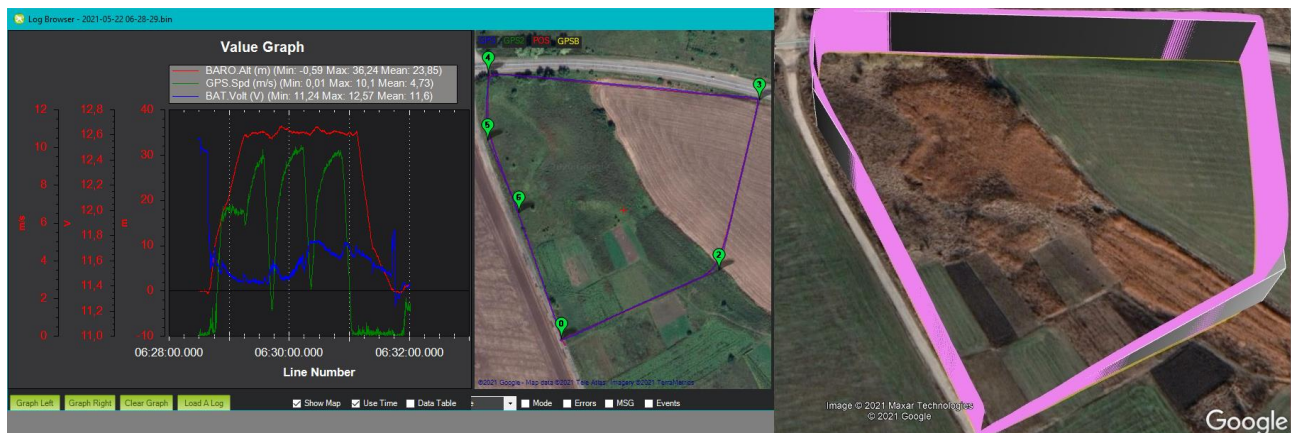 Log Browser - 2021-05-22 06-28-29.bin
Value Graph
BARO.Alt (m) (Min: -0,59 Max: 36,24 Mean: 23,85)
GPS.Spd (m/s) (Min: 0,01 Max: 10,1 Mean: 4,73)
BAT.Volt (V) (Min: 11,24 Max: 12,57 Mean: 11,6)
12 12,8 40
10 12,6 30
8 12,2 20
6 12,0 10
4 11,6 0
2 11,4 -10
0 11,2
11,0
m/s V m
06:28:00.000 06:30:00.000 06:32:00.000
Line Number
GPS2 POS GPSB
4
3
5
6
2
©2021 Google - Map data ©2021 Tele Atlas, Imagery ©2021 TerraMetrics
Graph Left Graph Right Clear Graph Load A Log Show Map Use Time Data Table Mode Errors MSG Events
Image © 2021 Maxar Technologies
© 2021 Google
Google